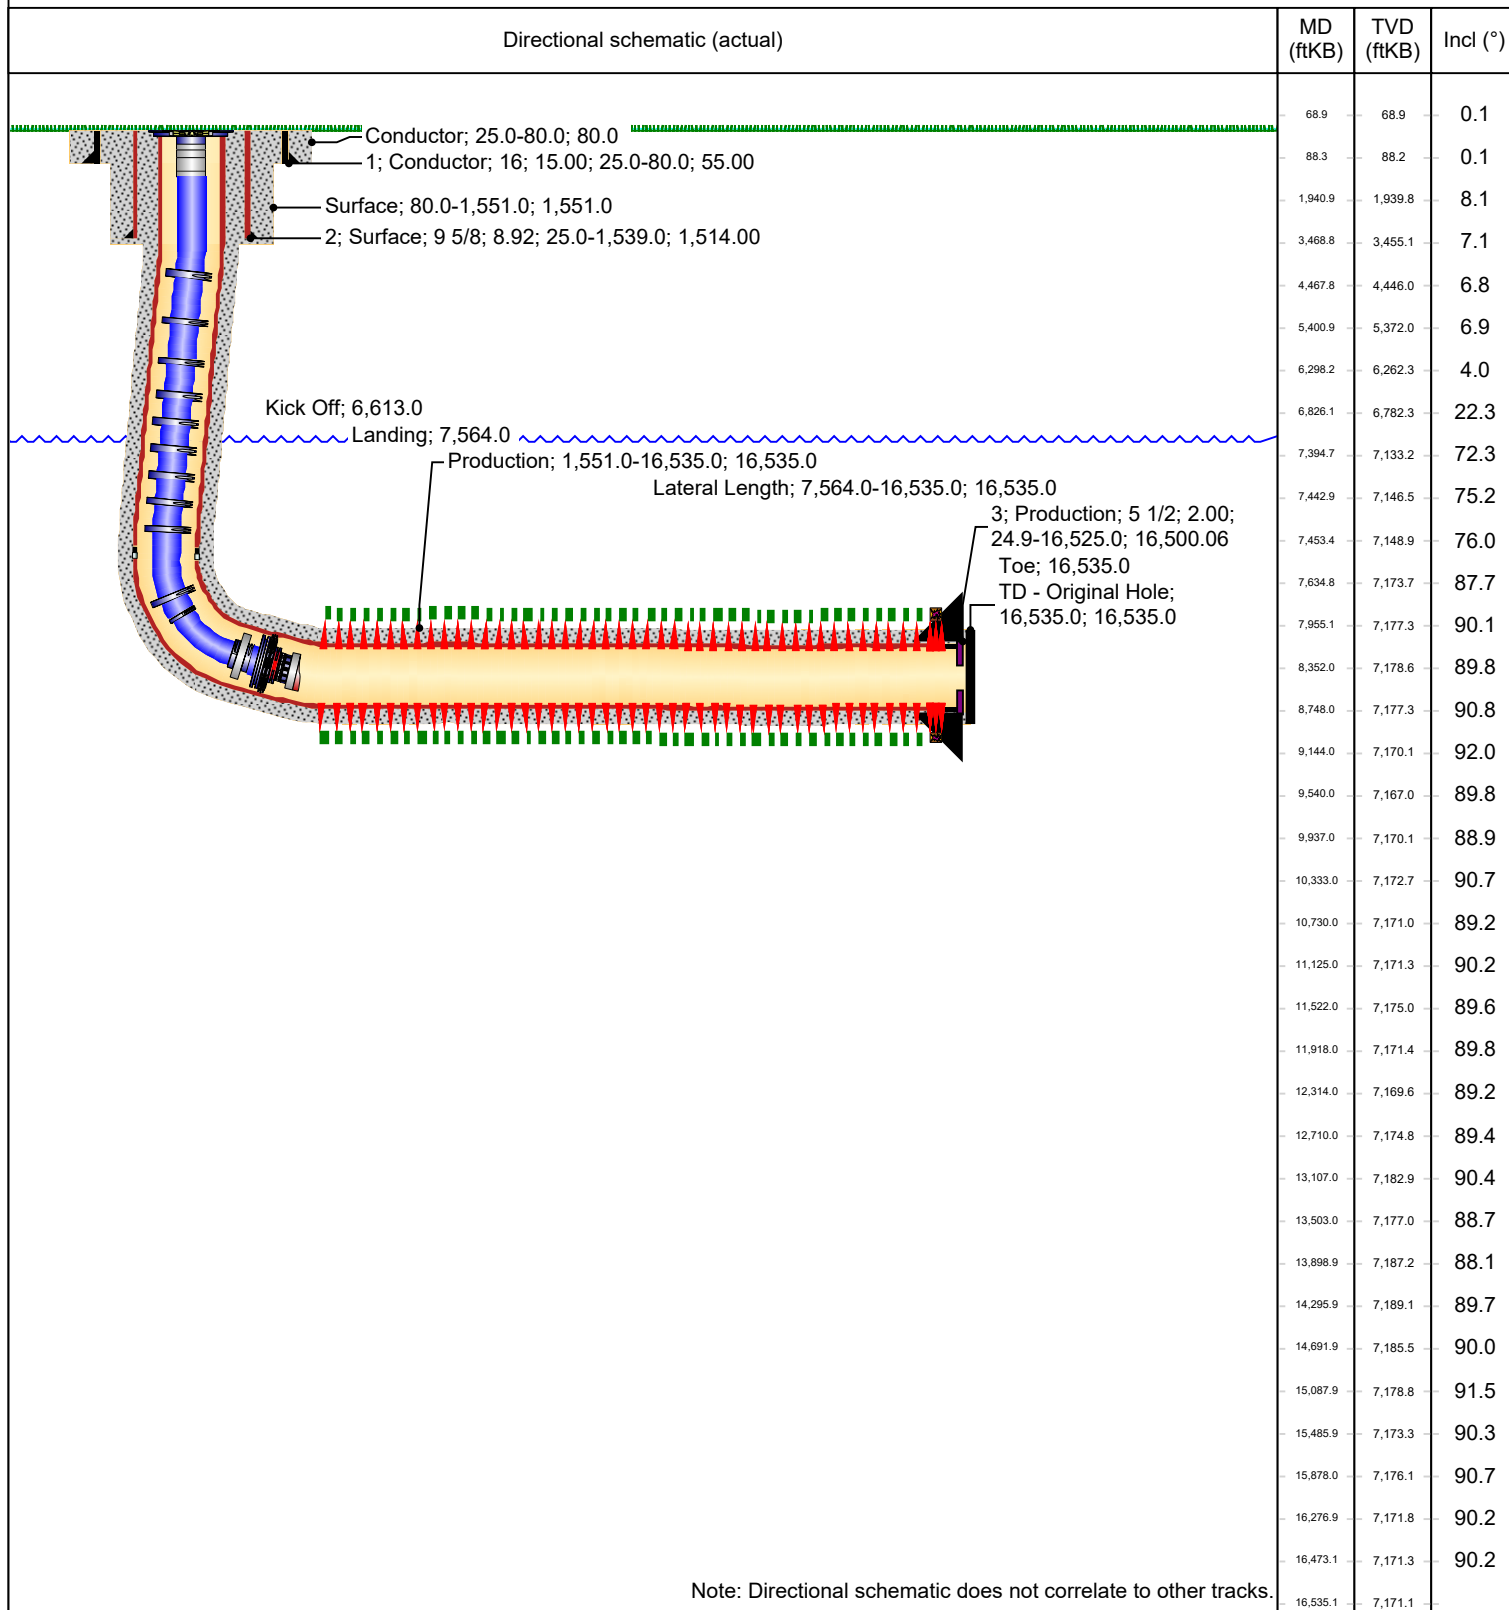 Directional schematic (actual)
MD (ftKB)
TVD (ftKB)
Incl (°)
Conductor; 25.0-80.0; 80.0
1; Conductor; 16; 15.00; 25.0-80.0; 55.00
Surface; 80.0-1,551.0; 1,551.0
2; Surface; 9 5/8; 8.92; 25.0-1,539.0; 1,514.00
Kick Off; 6,613.0
Landing; 7,564.0
Production; 1,551.0-16,535.0; 16,535.0
Lateral Length; 7,564.0-16,535.0; 16,535.0
3; Production; 5 1/2; 2.00;
24.9-16,525.0; 16,500.06
Toe; 16,535.0
TD - Original Hole;
16,535.0; 16,535.0
68.9 68.9 0.1
88.3 88.2 0.1
1,940.9 1,939.8 8.1
3,468.8 3,455.1 7.1
4,467.8 4,446.0 6.8
5,400.9 5,372.0 6.9
6,298.2 6,262.3 4.0
6,826.1 6,782.3 22.3
7,394.7 7,133.2 72.3
7,442.9 7,146.5 75.2
7,453.4 7,148.9 76.0
7,634.8 7,173.7 87.7
7,955.1 7,177.3 90.1
8,352.0 7,178.6 89.8
8,748.0 7,177.3 90.8
9,144.0 7,170.1 92.0
9,540.0 7,167.0 89.8
9,937.0 7,170.1 88.9
10,333.0 7,172.7 90.7
10,730.0 7,171.0 89.2
11,125.0 7,171.3 90.2
11,522.0 7,175.0 89.6
11,918.0 7,171.4 89.8
12,314.0 7,169.6 89.2
12,710.0 7,174.8 89.4
13,107.0 7,182.9 90.4
13,503.0 7,177.0 88.7
13,898.9 7,187.2 88.1
14,295.9 7,189.1 89.7
14,691.9 7,185.5 90.0
15,087.9 7,178.8 91.5
15,485.9 7,173.3 90.3
15,878.0 7,176.1 90.7
16,276.9 7,171.8 90.2
16,473.1 7,171.3 90.2
16,535.1 7,171.1
Note: Directional schematic does not correlate to other tracks.